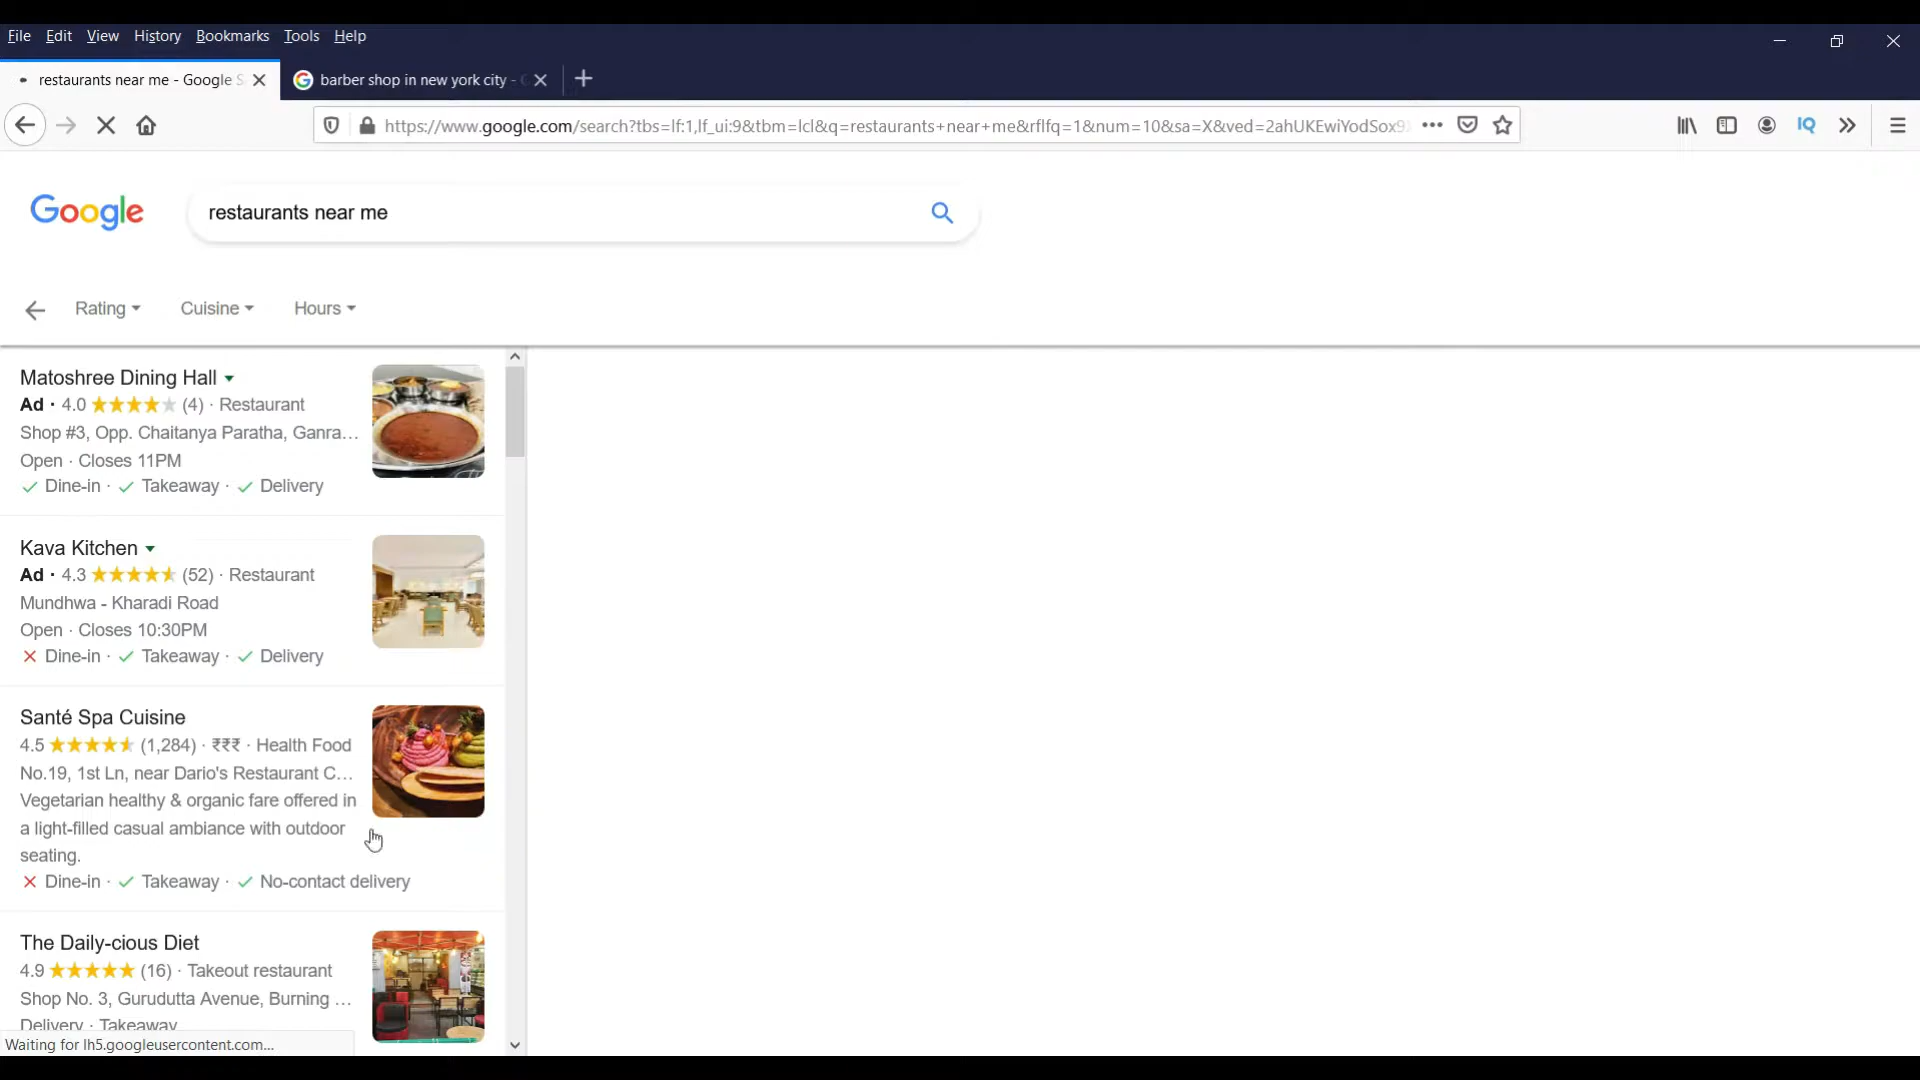 File Edit View History Bookmarks Tools Help
restaurants near me - Google S
barber shop in new york city -
https://www.google.com/search?tbs=lf:1,lf_ui:9&tbm=lcl&q=restaurants+near+me&rflfq=1&num=10&sa=X&ved=2ahUKEwiYodSox9
IQ
Google
restaurants near me
Rating Cuisine Hours
Matoshree Dining Hall
Ad · 4.0 (4) · Restaurant
Shop #3, Opp. Chaitanya Paratha, Ganra...
Open · Closes 11PM
Dine-in · Takeaway · Delivery
Kava Kitchen
Ad · 4.3 (52) · Restaurant
Mundhwa - Kharadi Road
Open · Closes 10:30PM
Dine-in · Takeaway · Delivery
Santé Spa Cuisine
4.5 (1,284) · ₹₹₹ · Health Food
No.19, 1st Ln, near Dario's Restaurant C...
Vegetarian healthy & organic fare offered in
a light-filled casual ambiance with outdoor
seating.
Dine-in · Takeaway · No-contact delivery
The Daily-cious Diet
4.9 (16) · Takeout restaurant
Shop No. 3, Gurudutta Avenue, Burning ...
Delivery · Takeaway
Waiting for lh5.googleusercontent.com...